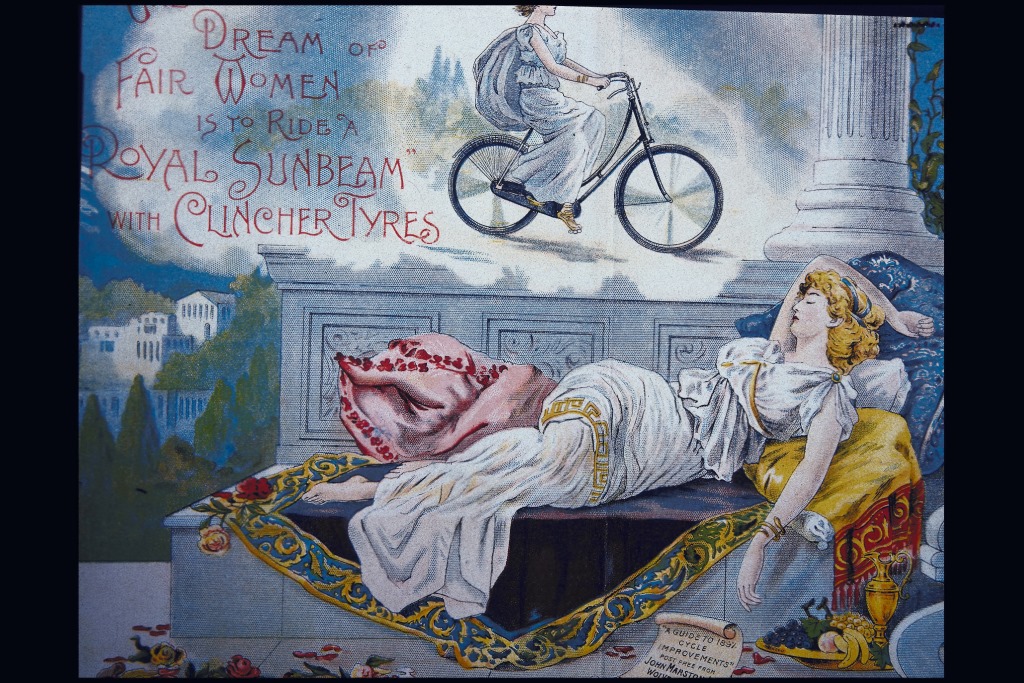 DREAM OF
FAIR WOMEN
IS TO RIDE A
ROYAL SUNBEAM"
WITH CLINCHER TYRES
"A GUIDE TO 189
CYCLE
IMPROVEMENTS"
POST FREE FROM
JOHN MARSTON